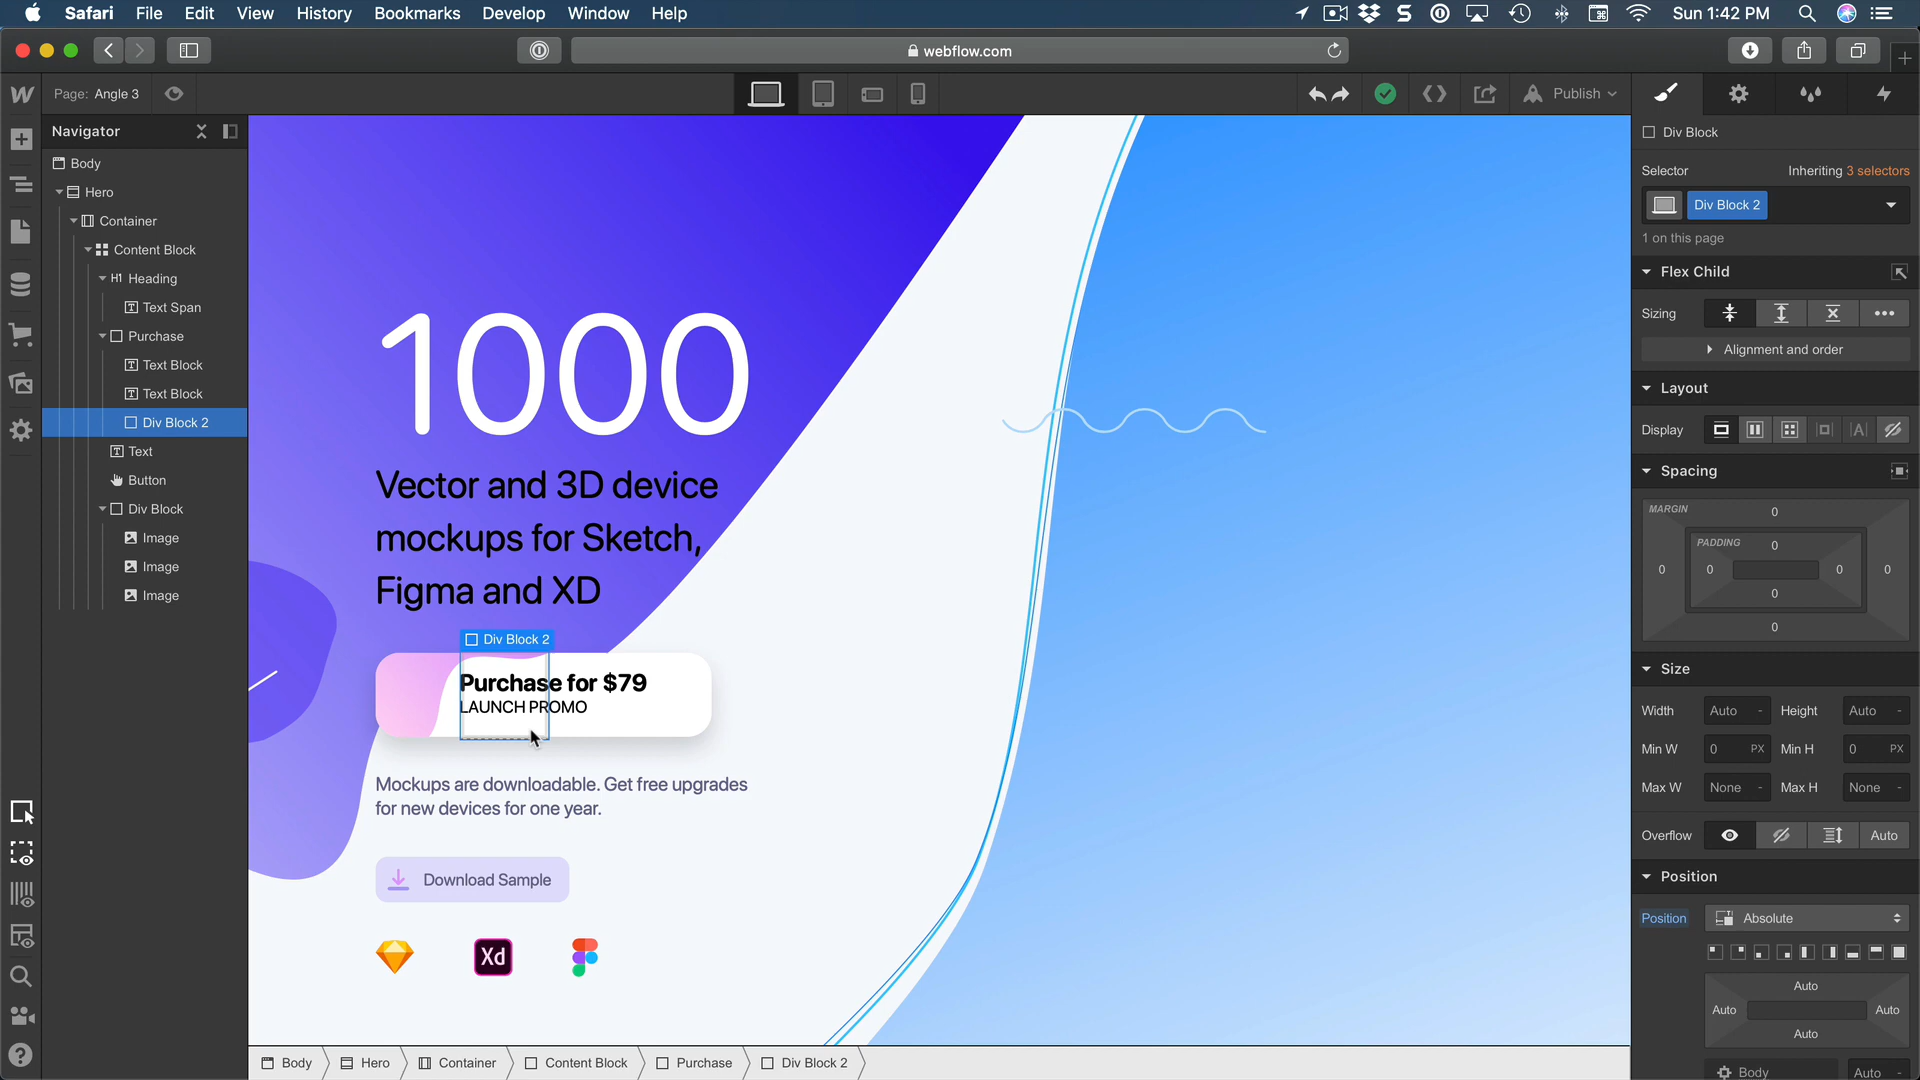 Safari File Edit View History Bookmarks Develop Window Help
Sun 1:42 PM
webflow.com
Page: Angle 3
Publish
Navigator
Body
Hero
Container
Content Block
H1 Heading
Text Span
Purchase
Text Block
Text Block
Div Block 2
Text
Button
Div Block
Image
Image
Image
1000
Vector and 3D device
mockups for Sketch,
Figma and XD
Div Block 2
Purchase for $79
LAUNCH PROMO
Mockups are downloadable. Get free upgrades
for new devices for one year.
Download Sample
Xd
Body Hero Container Content Block Purchase Div Block 2
Div Block
Selector Inheriting 3 selectors
Div Block 2
1 on this page
Flex Child
Sizing
Alignment and order
Layout
Display
Spacing
MARGIN 0
PADDING 0
0 0 0 0
0
0
Size
Width Auto - Height Auto -
Min W 0 PX Min H 0 PX
Max W None - Max H None -
Overflow Auto
Position
Position Absolute
Auto
Auto Auto
Auto
Body Auto